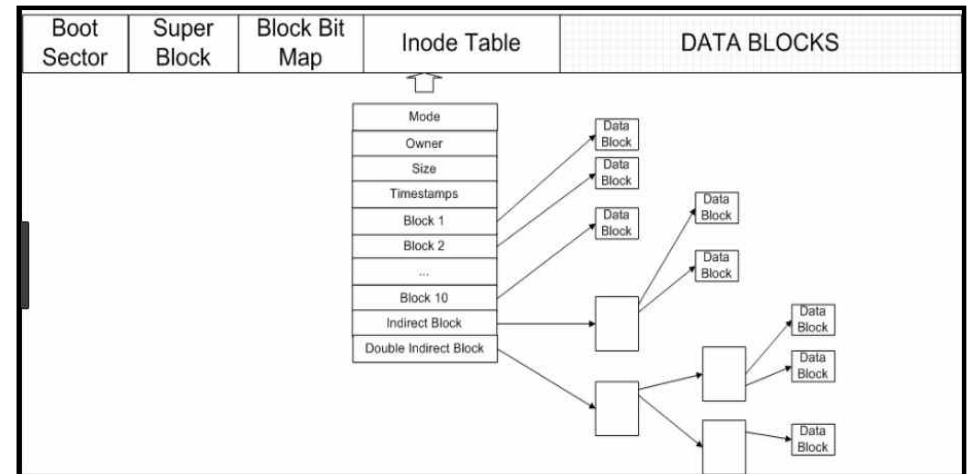 Boot
Sector
Super
Block
Block Bit
Map
Inode Table
DATA BLOCKS
Mode
Owner
Size
Timestamps
Block 1
Block 2
...
Block 10
Indirect Block
Double Indirect Block
Data
Block
Data
Block
Data
Block
Data
Block
Data
Block
Data
Block
Data
Block
Data
Block